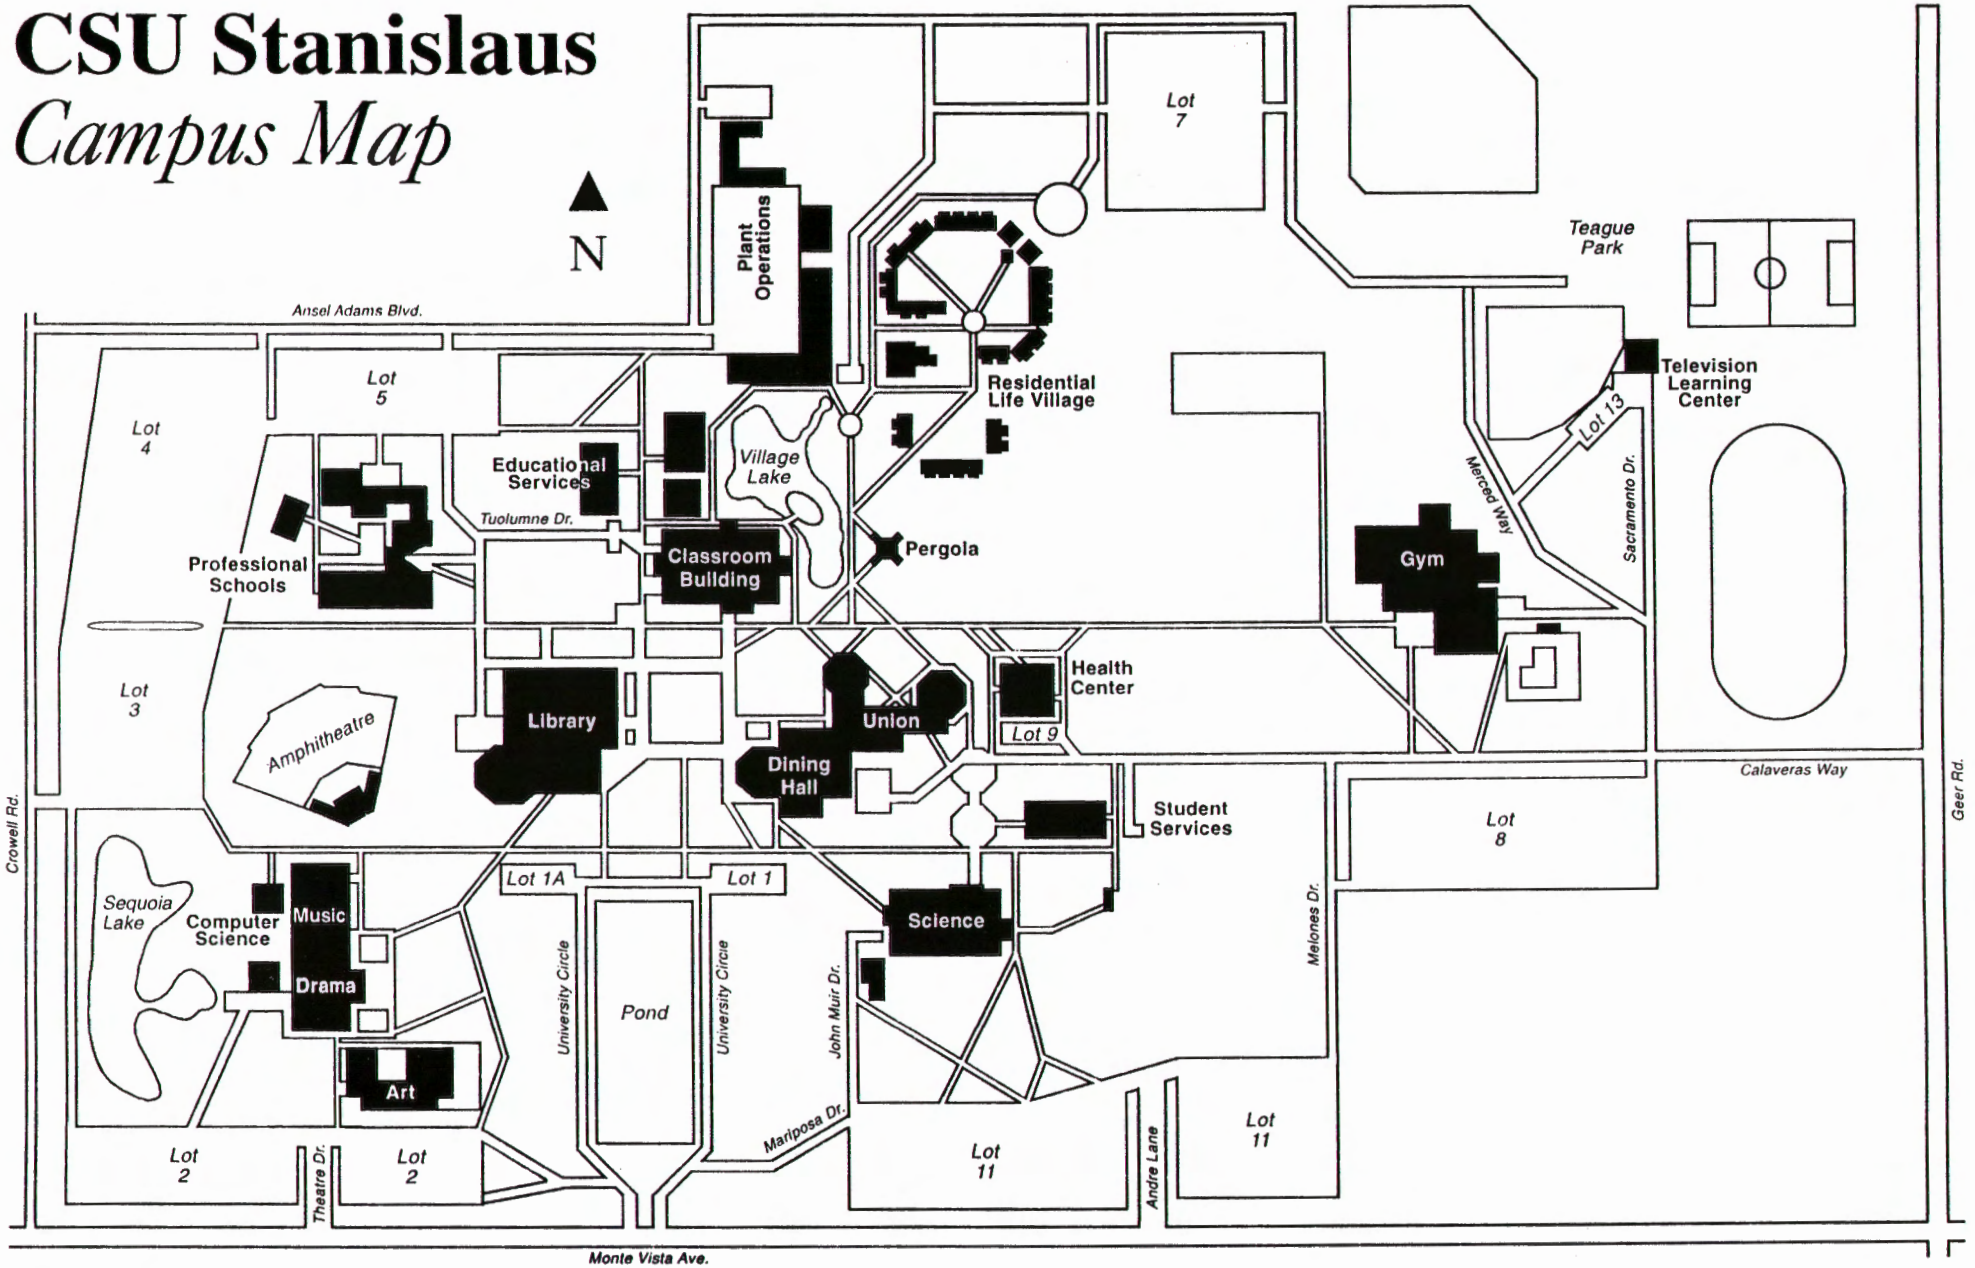 CSU Stanislaus
Campus Map
N
Lot
7
Teague
Park
Plant
Operations
Ansel Adams Blvd.
Lot
5
Lot
4
Residential
Life Village
Television
Learning
Center
Lot 13
Village
Lake
Educational
Services
Tuolumne Dr.
Merced Way
Sacramento Dr.
Professional
Schools
Classroom
Building
Pergola
Gym
Lot
3
Amphitheatre
Library
Union
Health
Center
Lot 9
Dining
Hall
Calaveras Way
Geer Rd.
Crowell Rd.
Student
Services
Lot
8
Lot 1A
Lot 1
Sequoia
Lake
Computer
Science
Music
Drama
Science
Melones Dr.
University Circle
Pond
University Circle
John Muir Dr.
Art
Mariposa Dr.
Lot
2
Theatre Dr.
Lot
2
Lot
11
Andre Lane
Lot
11
Monte Vista Ave.